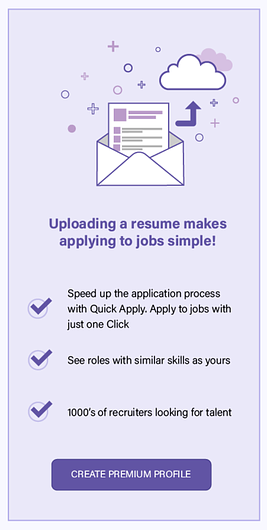 Uploading a resume makes
applying to jobs simple!
Speed up the application process
with Quick Apply. Apply to jobs with
just one Click
See roles with similar skills as yours
1000's of recruiters looking for talent
CREATE PREMIUM PROFILE